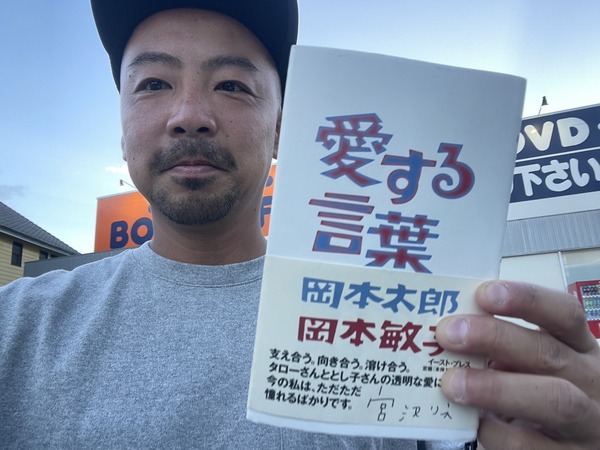 愛する
言葉
岡本太郎
岡本敏子
支え合う。向き合う。溶け合う。
タローさんととし子さんの透明な愛に
今の私は、ただただ
憧れるばかりです。
イースト・プレス
宮沢りえ
BO
DVD
下さい